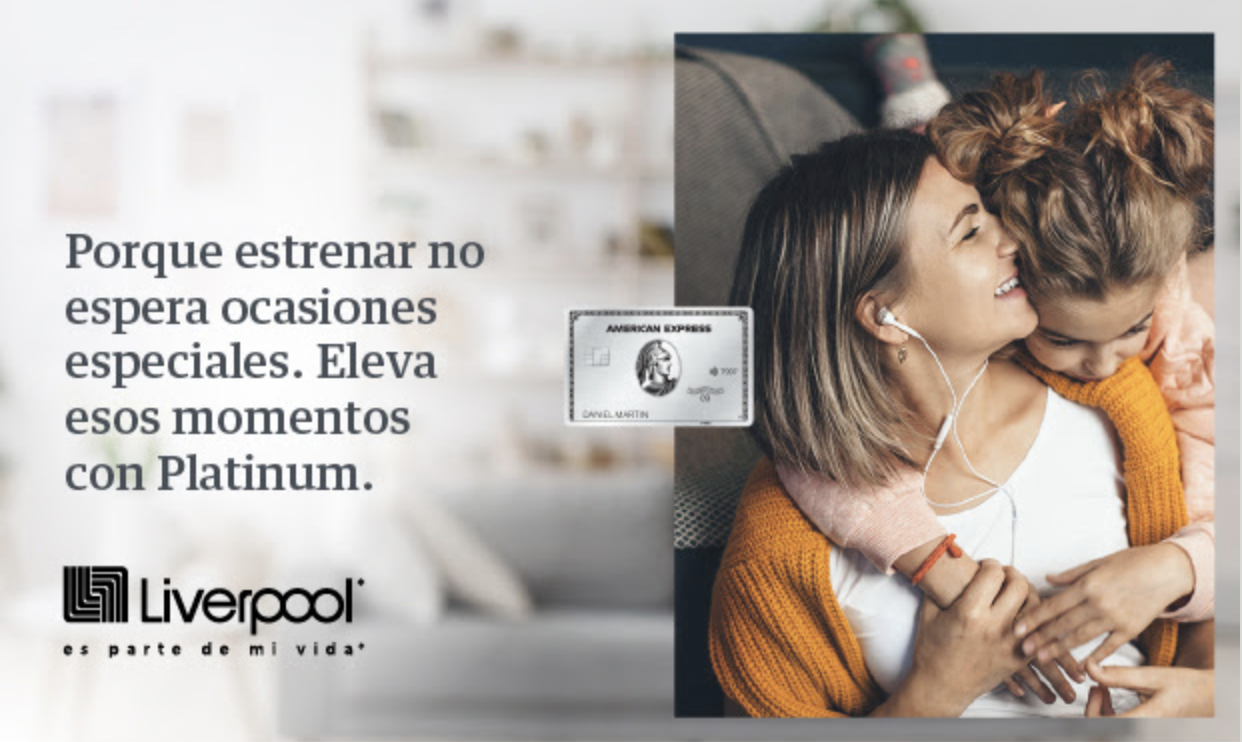 Porque estrenar no
espera ocasiones
especiales. Eleva
esos momentos
con Platinum.
AMERICAN EXPRESS
DANIEL MARTIN
Liverpool
es parte de mi vida